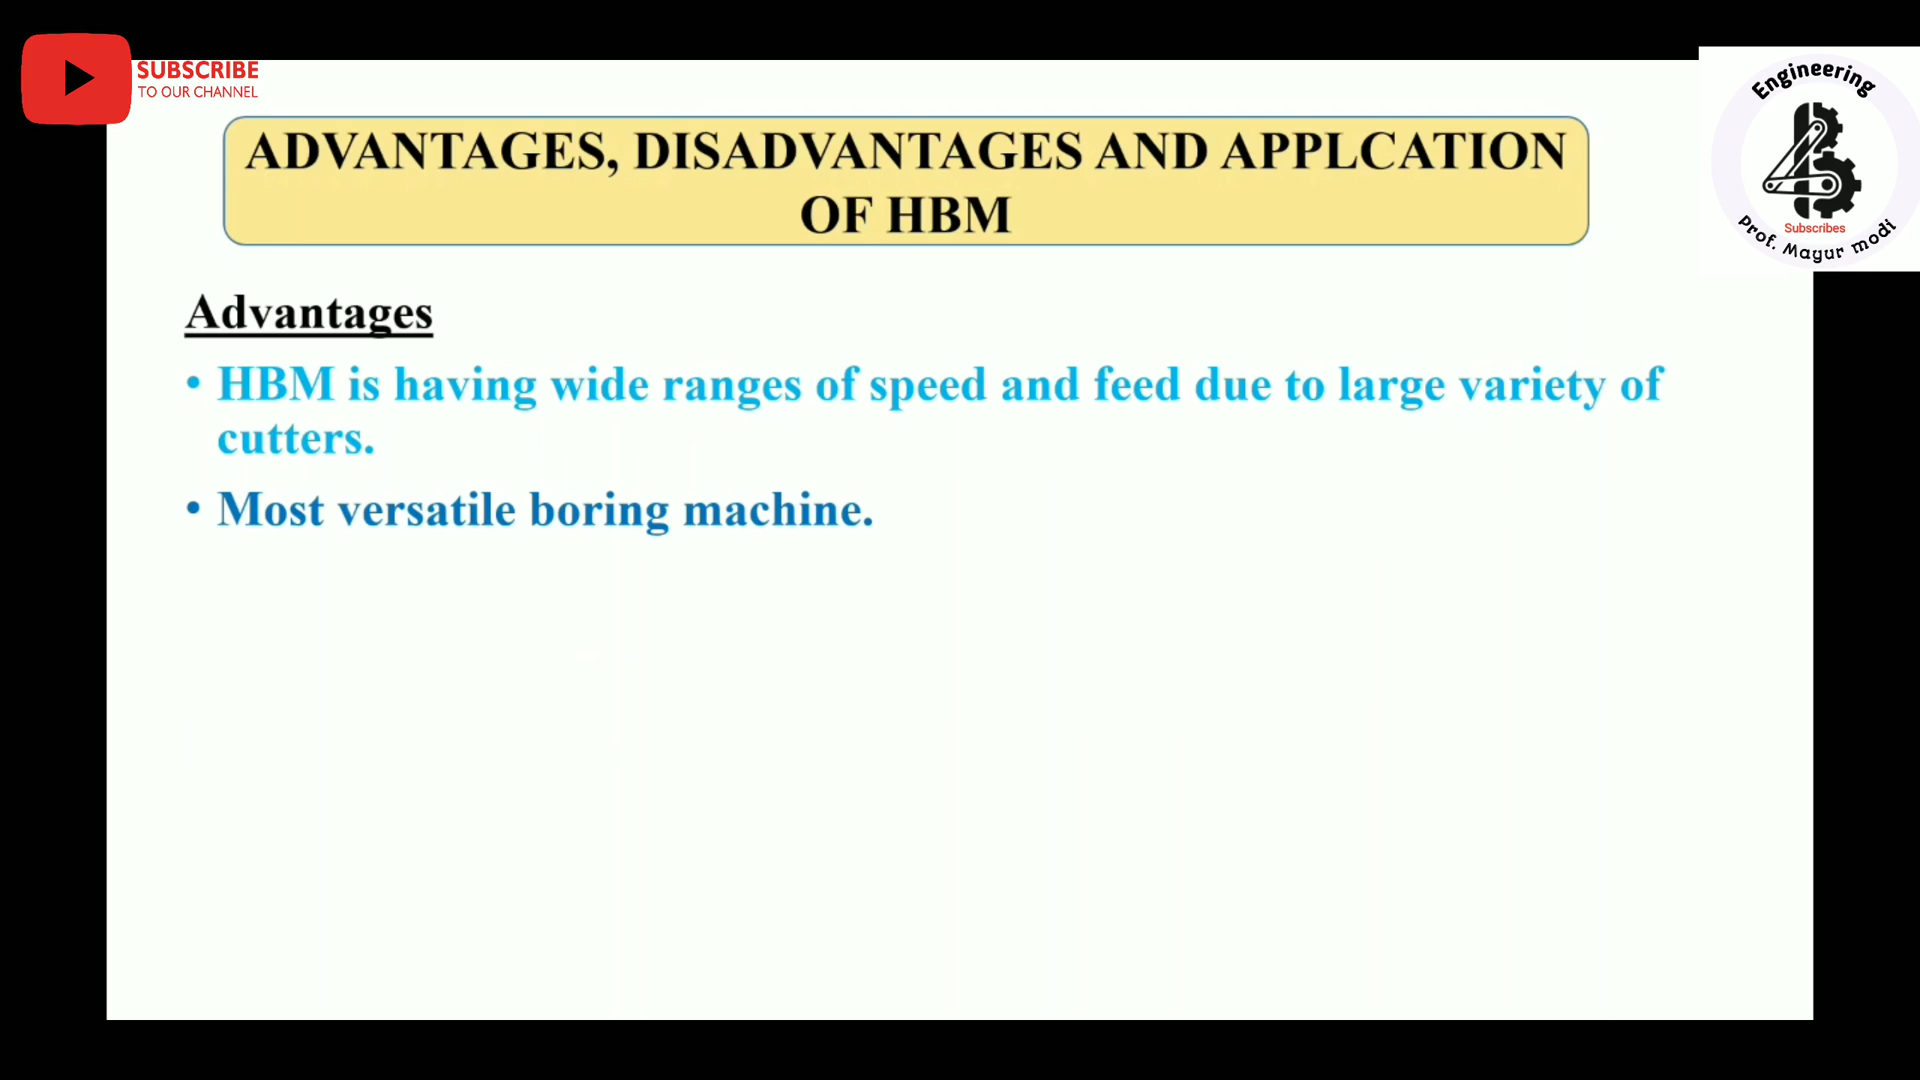 SUBSCRIBE
TO OUR CHANNEL
Engineering
Subscribes
Prof. Mayur modi
ADVANTAGES, DISADVANTAGES AND APPLCATION
OF HBM
Advantages
• HBM is having wide ranges of speed and feed due to large variety of
cutters.
• Most versatile boring machine.